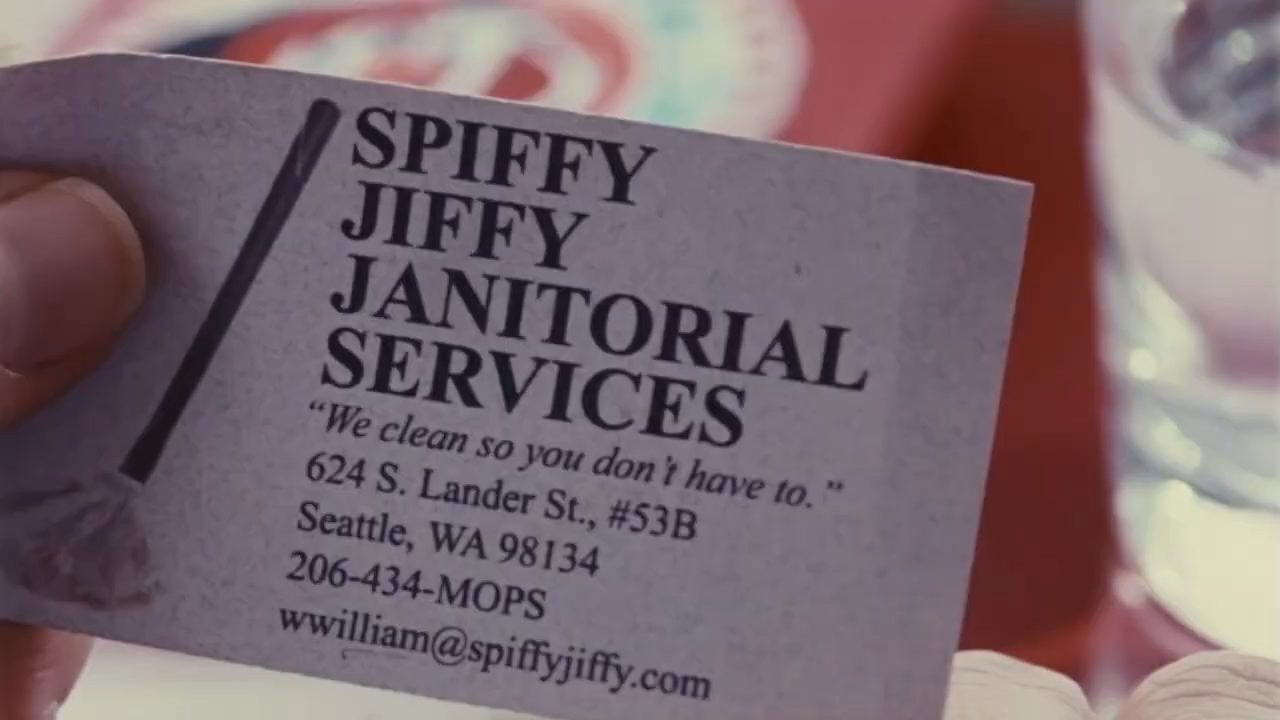 SPIFFY
JIFFY
JANITORIAL
SERVICES
“We clean so you don't have to.”
624 S. Lander St., #53B
Seattle, WA 98134
206-434-MOPS
wwilliam@spiffyjiffy.com